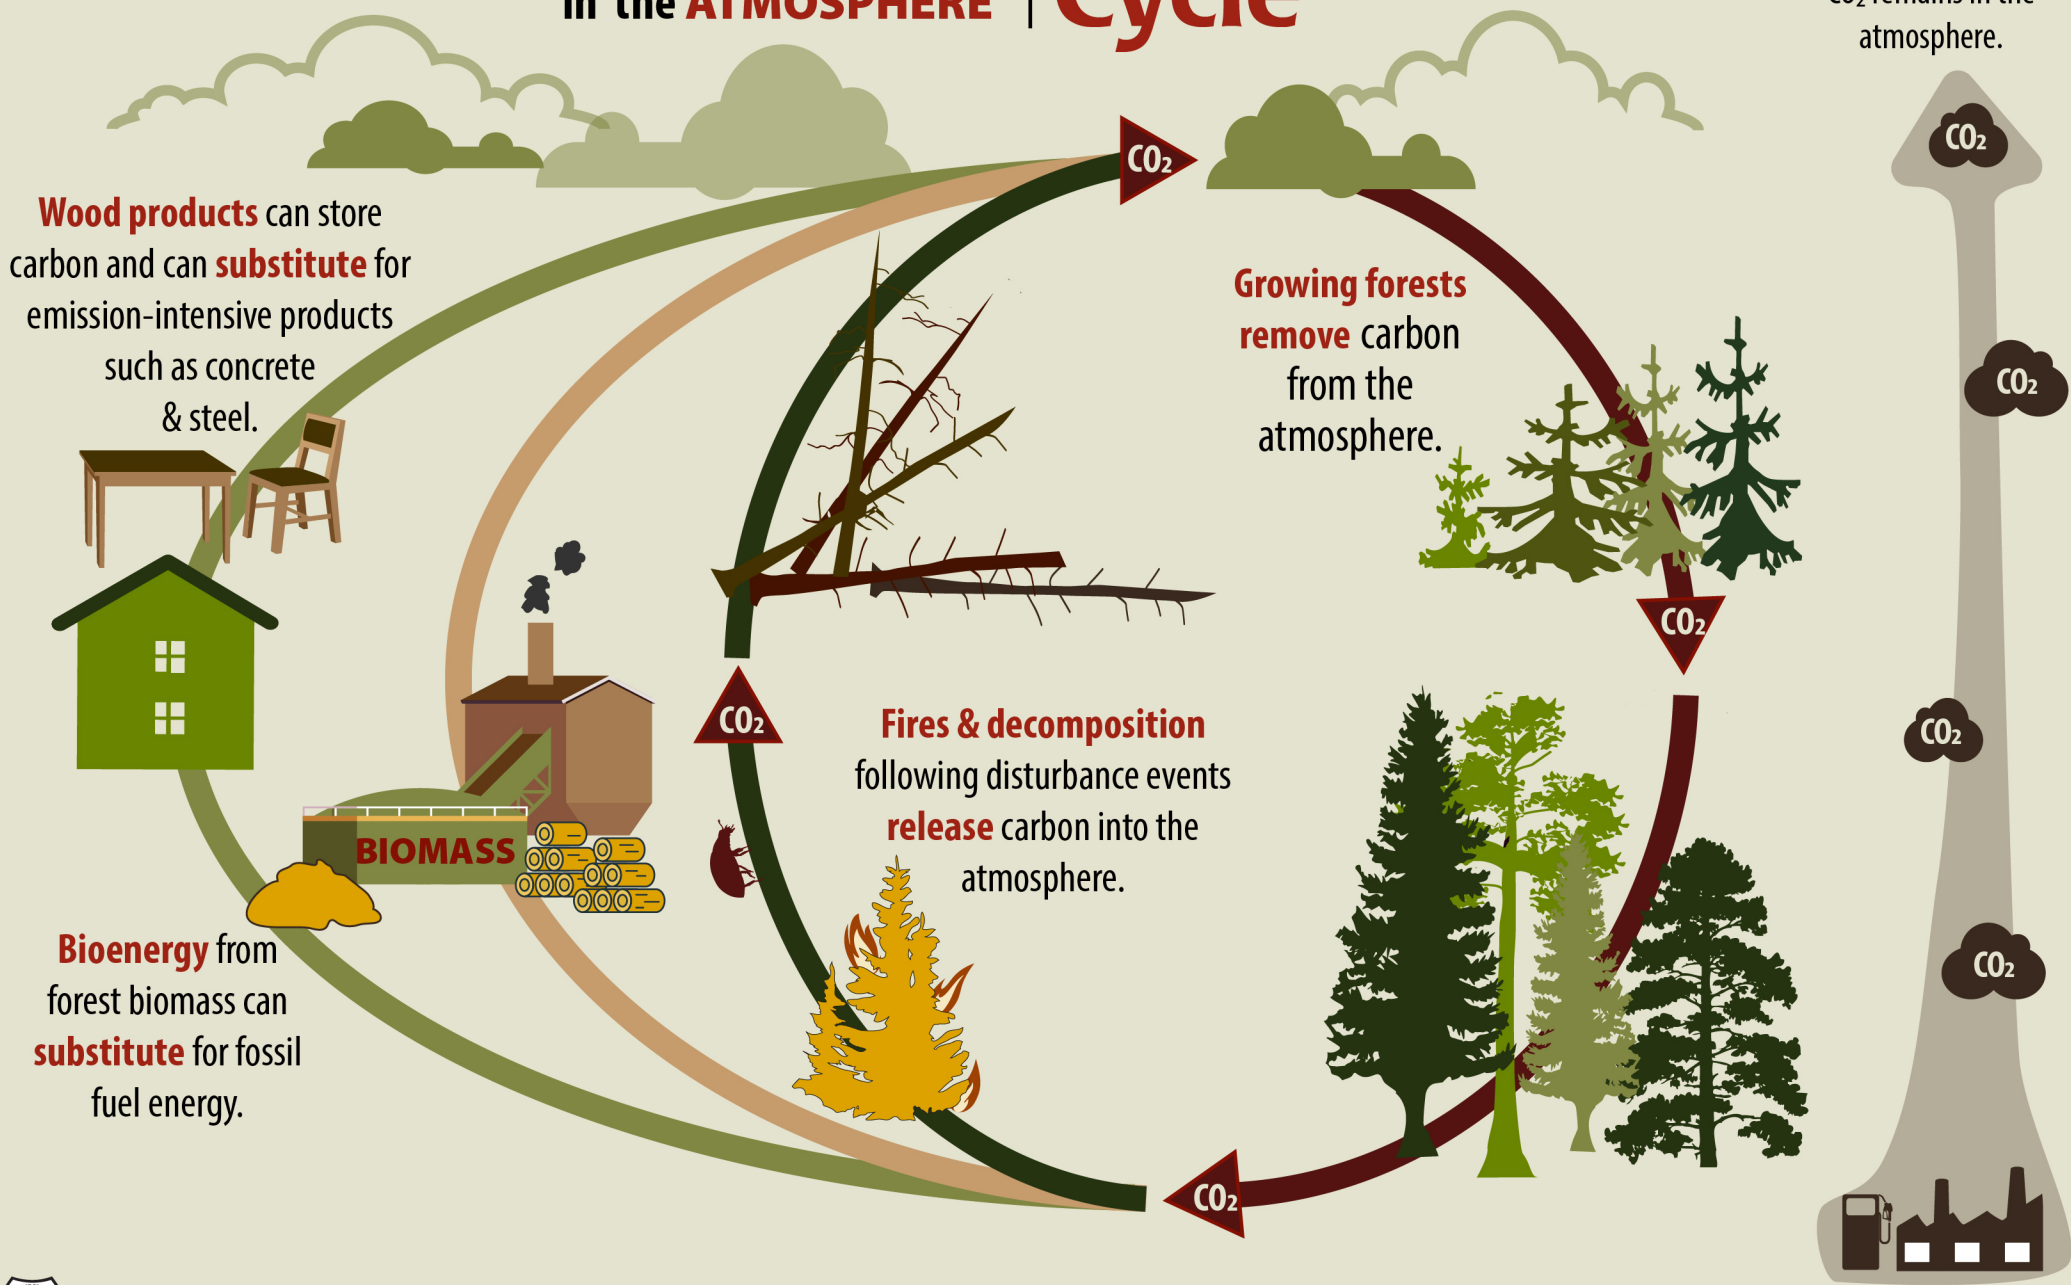 in the ATMOSPHERE | Cycle
CO₂ remains in the
atmosphere.
CO₂
CO₂
Wood products can store
carbon and can substitute for
emission-intensive products
such as concrete
& steel.
Growing forests
remove carbon
from the
atmosphere.
CO₂
CO₂
CO₂
Fires & decomposition
following disturbance events
release carbon into the
atmosphere.
CO₂
BIOMASS
Bioenergy from
forest biomass can
substitute for fossil
fuel energy.
CO₂
CO₂